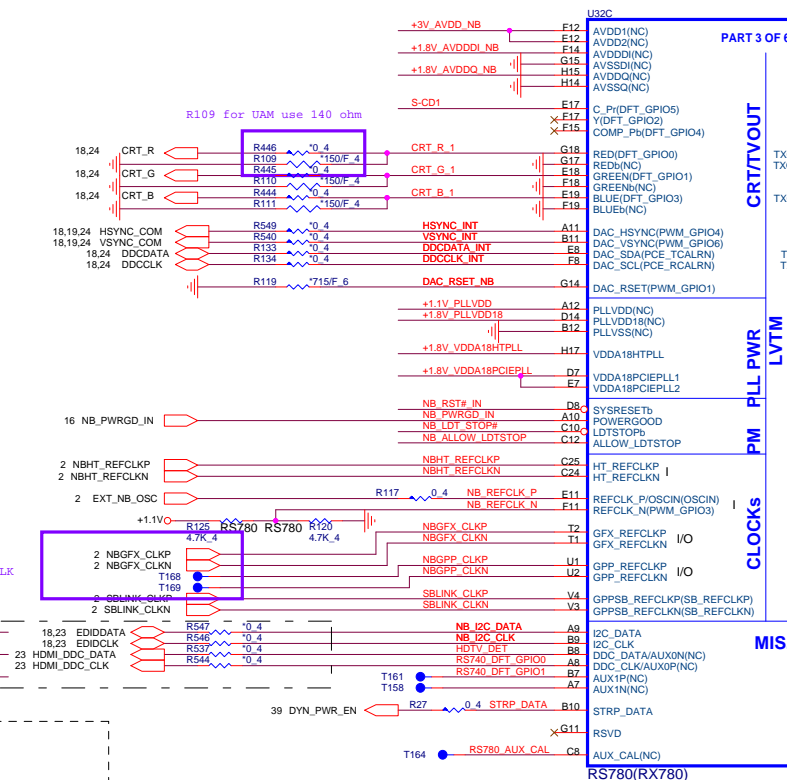 U32C
+3V_AVDD_NB F12 AVDD1(NC) PART 3 OF 6
E12 AVDD2(NC)
+1.8V_AVDDDI_NB F14 AVDDDI(NC)
G15 AVSSDI(NC)
+1.8V_AVDDQ_NB H15 AVDDQ(NC)
H14 AVSSQ(NC)
S-CD1 E17 C_Pr(DFT_GPIO5)
R109 for UAM use 140 ohm F17 Y(DFT_GPIO2)
F15 COMP_Pb(DFT_GPIO4)
CRT/TVOUT
18,24 CRT_R R446 *0_4 CRT_R_1 G18 RED(DFT_GPIO0)
R109 *150/F_4 G17 REDb(NC)
18,24 CRT_G R445 *0_4 CRT_G_1 E18 GREEN(DFT_GPIO1)
R110 *150/F_4 F18 GREENb(NC)
18,24 CRT_B R444 *0_4 CRT_B_1 E19 BLUE(DFT_GPIO3)
R111 *150/F_4 F19 BLUEb(NC)
18,19,24 HSYNC_COM R549 *0_4 HSYNC_INT A11 DAC_HSYNC(PWM_GPIO4)
18,19,24 VSYNC_COM R540 *0_4 VSYNC_INT B11 DAC_VSYNC(PWM_GPIO6)
18,24 DDCDATA R133 *0_4 DDCDATA_INT E8 DAC_SDA(PCE_TCALRN)
18,24 DDCCLK R134 *0_4 DDCCLK_INT F8 DAC_SCL(PCE_RCALRN)
R119 *715/F_6 DAC_RSET_NB G14 DAC_RSET(PWM_GPIO1)
+1.1V_PLLVDD A12 PLLVDD(NC)
+1.8V_PLLVDD18 D14 PLLVDD18(NC)
B12 PLLVSS(NC)
PLL PWR
LVTM
+1.8V_VDDA18HTPLL H17 VDDA18HTPLL
+1.8V_VDDA18PCIEPLL D7 VDDA18PCIEPLL1
E7 VDDA18PCIEPLL2
NB_RST#_IN D8 SYSRESETb
16 NB_PWRGD_IN NB_PWRGD_IN A10 POWERGOOD
NB_LDT_STOP# C10 LDTSTOPb
NB_ALLOW_LDTSTOP C12 ALLOW_LDTSTOP
PM
2 NBHT_REFCLKP NBHT_REFCLKP C25 HT_REFCLKP
2 NBHT_REFCLKN NBHT_REFCLKN C24 HT_REFCLKN I
2 EXT_NB_OSC R117 0_4 NB_REFCLK_P E11 REFCLK_P/OSCIN(OSCIN)
NB_REFCLK_N F11 REFCLK_N(PWM_GPIO3) I
+1.1V R125 RS780 RS780 R120
4.7K_4 4.7K_4
CLOCKs
2 NBGFX_CLKP NBGFX_CLKP T2 GFX_REFCLKP
2 NBGFX_CLKN NBGFX_CLKN T1 GFX_REFCLKN I/O
LK
T168 NBGPP_CLKP U1 GPP_REFCLKP
T169 NBGPP_CLKN U2 GPP_REFCLKN I/O
2 SBLINK_CLKP SBLINK_CLKP V4 GPPSB_REFCLKP(SB_REFCLKP)
2 SBLINK_CLKN SBLINK_CLKN V3 GPPSB_REFCLKN(SB_REFCLKN)
18,23 EDIDDATA R547 *0_4 NB_I2C_DATA A9 I2C_DATA
18,23 EDIDCLK R546 *0_4 NB_I2C_CLK B9 I2C_CLK
23 HDMI_DDC_DATA R537 *0_4 HDTV_DET B8 DDC_DATA/AUX0N(NC)
23 HDMI_DDC_CLK R544 *0_4 RS740_DFT_GPIO0 A8 DDC_CLK/AUX0P(NC)
T161 RS740_DFT_GPIO1 B7 AUX1P(NC)
T158 A7 AUX1N(NC)
MIS
39 DYN_PWR_EN R27 0_4 STRP_DATA B10 STRP_DATA
G11 RSVD
T164 RS780_AUX_CAL C8 AUX_CAL(NC)
RS780(RX780)